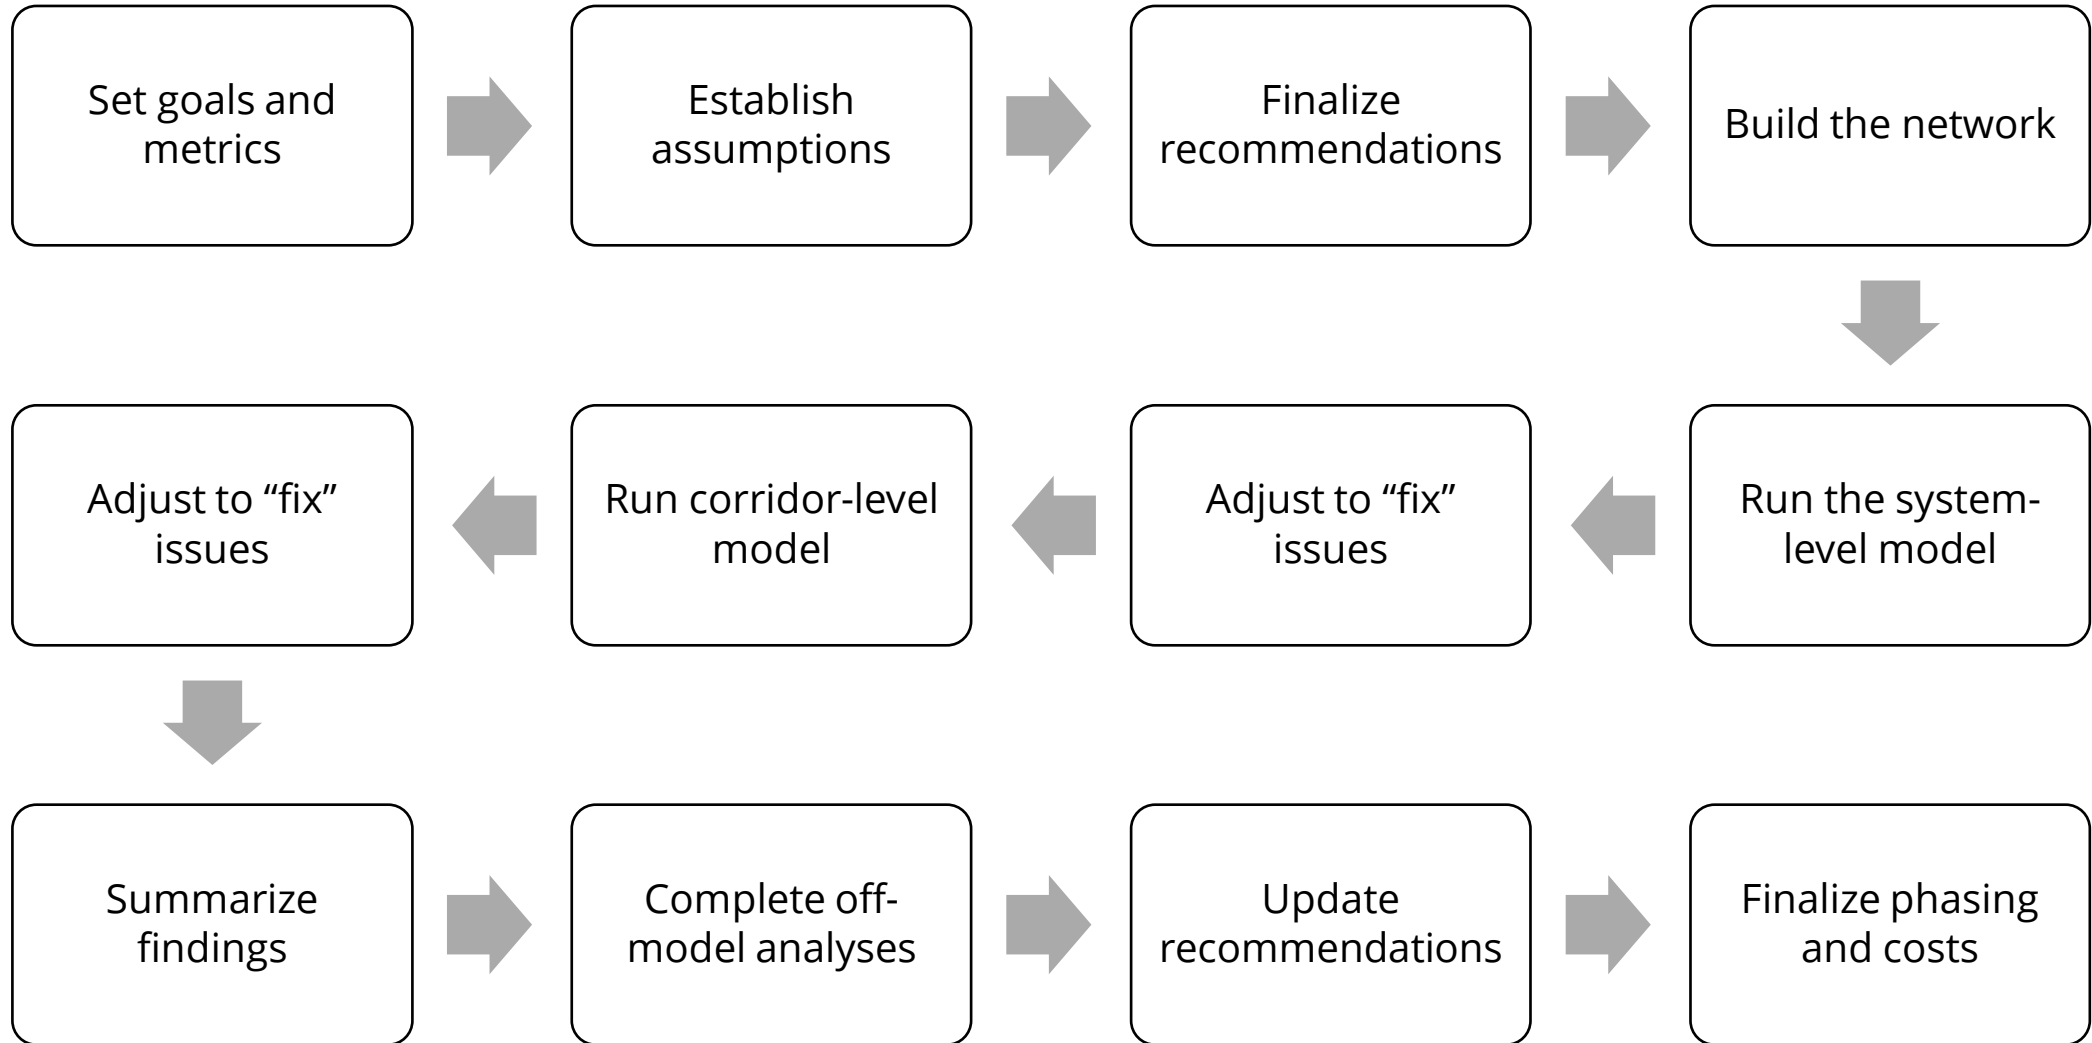 Set goals and
metrics
Establish
assumptions
Finalize
recommendations
Build the network
Run the system-
level model
Adjust to “fix”
issues
Run corridor-level
model
Adjust to “fix”
issues
Summarize
findings
Complete off-
model analyses
Update
recommendations
Finalize phasing
and costs